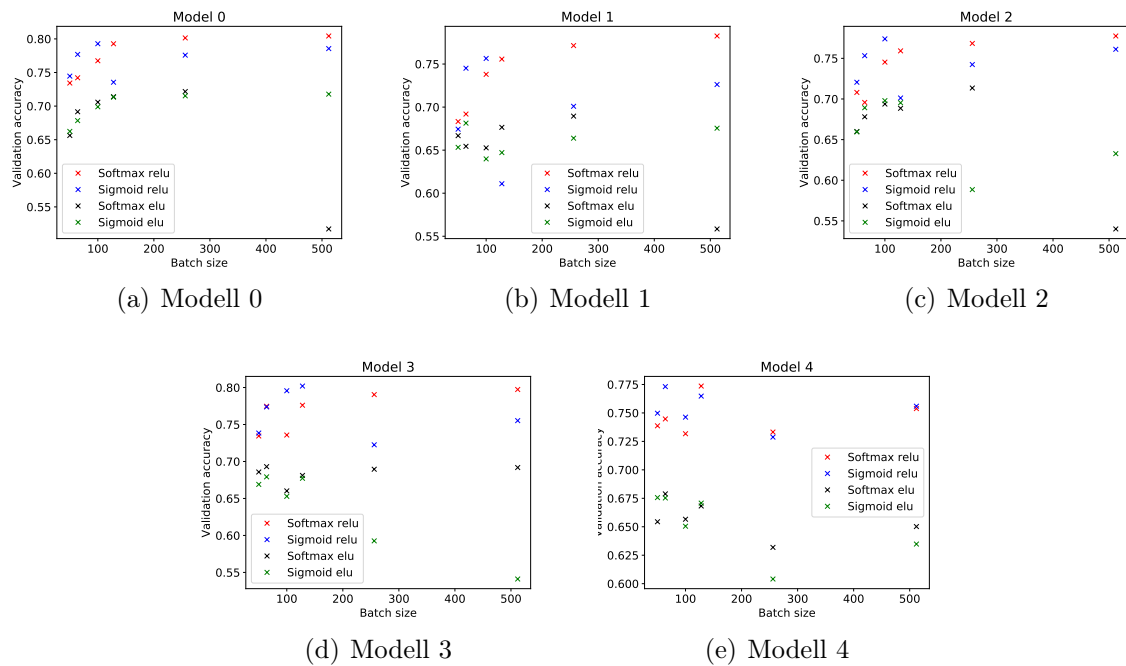 Model 0
Validation accuracy
0.80
0.75
0.70
0.65
0.60
0.55
Softmax relu
Sigmoid relu
Softmax elu
Sigmoid elu
100
200
300
400
500
Batch size
(a) Modell 0
Model 1
Validation accuracy
0.75
0.70
0.65
0.60
0.55
Softmax relu
Sigmoid relu
Softmax elu
Sigmoid elu
100
200
300
400
500
Batch size
(b) Modell 1
Model 2
Validation accuracy
0.75
0.70
0.65
0.60
0.55
Softmax relu
Sigmoid relu
Softmax elu
Sigmoid elu
100
200
300
400
500
Batch size
(c) Modell 2
Model 3
Validation accuracy
0.80
0.75
0.70
0.65
0.60
0.55
Softmax relu
Sigmoid relu
Softmax elu
Sigmoid elu
100
200
300
400
500
Batch size
(d) Modell 3
Model 4
Validation accuracy
0.775
0.750
0.725
0.700
0.675
0.650
0.625
0.600
Softmax relu
Sigmoid relu
Softmax elu
Sigmoid elu
100
200
300
400
500
Batch size
(e) Modell 4